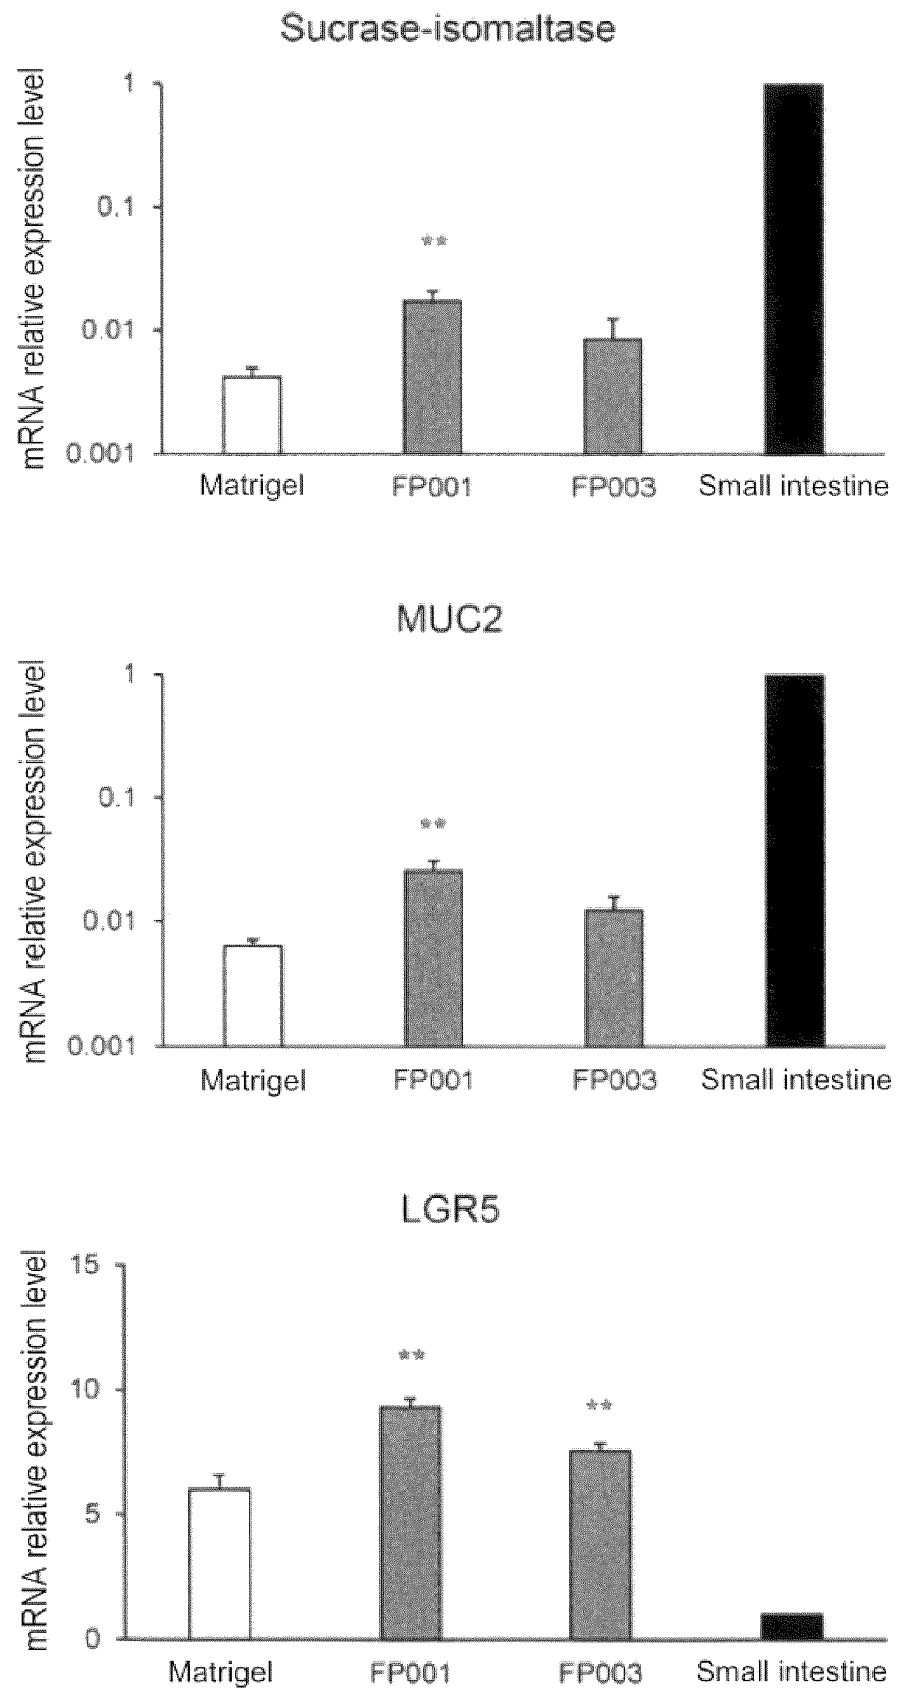 Sucrase-isomaltase
mRNA relative expression level
1
0.1
0.01
0.001
**
Matrigel FP001 FP003 Small intestine
MUC2
mRNA relative expression level
1
0.1
0.01
0.001
**
Matrigel FP001 FP003 Small intestine
LGR5
mRNA relative expression level
15
10
5
0
**
**
Matrigel FP001 FP003 Small intestine